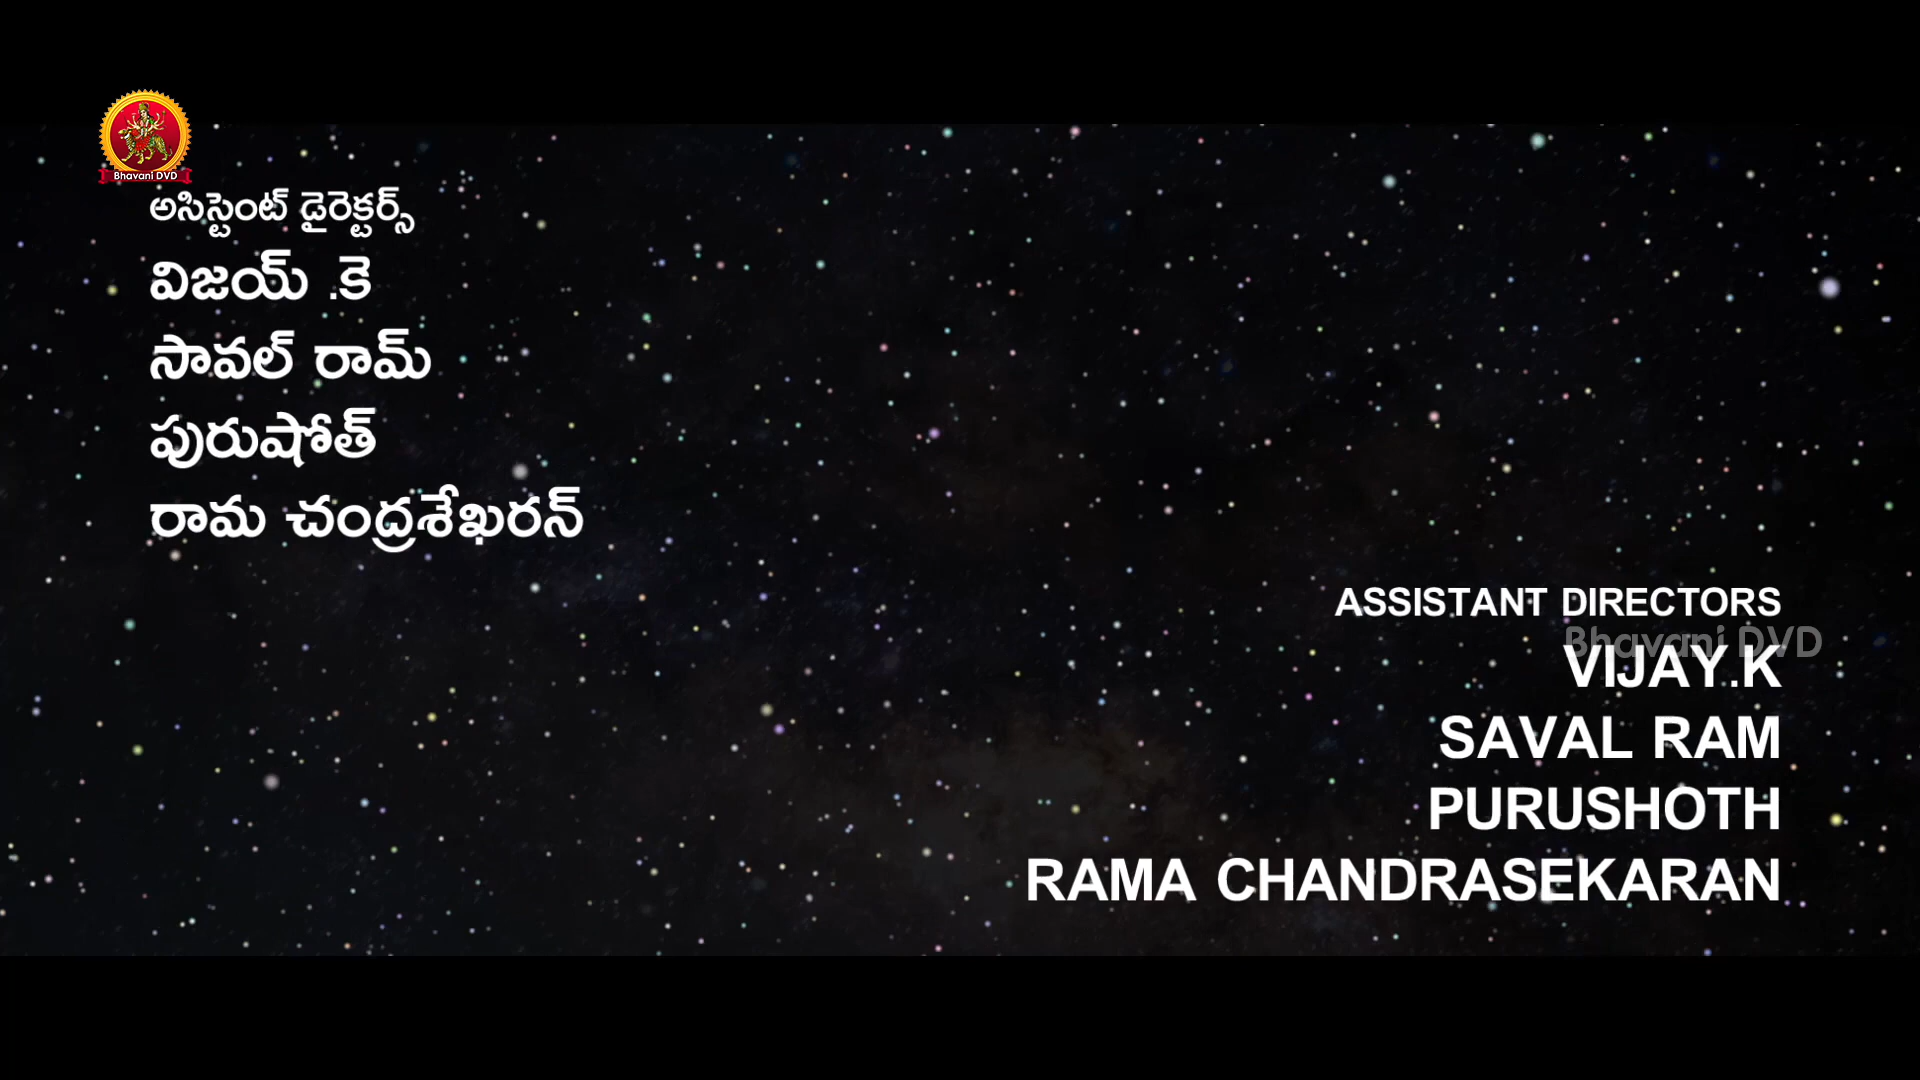 Bhavani DVD
అసిస్టెంట్ డైరెక్టర్స్
విజయ్ .కె
సావల్ రామ్
పురుషోత్
రామ చంద్రశేఖరన్
ASSISTANT DIRECTORS
Bhavani DVD
VIJAY.K
SAVAL RAM
PURUSHOTH
RAMA CHANDRASEKARAN